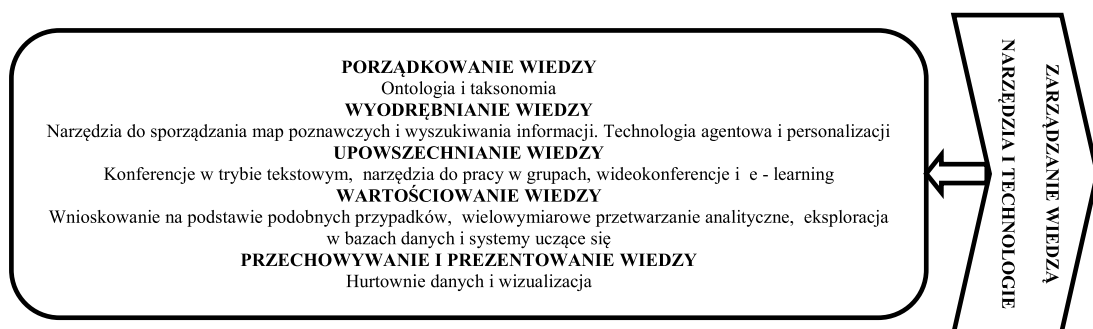 PORZĄDKOWANIE WIEDZY
Ontologia i taksonomia
WYODRĘBNIANIE WIEDZY
Narzędzia do sporządzania map poznawczych i wyszukiwania informacji. Technologia agentowa i personalizacji
UPOWSZECHNIANIE WIEDZY
Konferencje w trybie tekstowym, narzędzia do pracy w grupach, wideokonferencje i e - learning
WARTOŚCIOWANIE WIEDZY
Wnioskowanie na podstawie podobnych przypadków, wielowymiarowe przetwarzanie analityczne, eksploracja
w bazach danych i systemy uczące się
PRZECHOWYWANIE I PREZENTOWANIE WIEDZY
Hurtownie danych i wizualizacja
ZARZĄDZANIE WIEDZĄ
NARZĘDZIA I TECHNOLOGIE